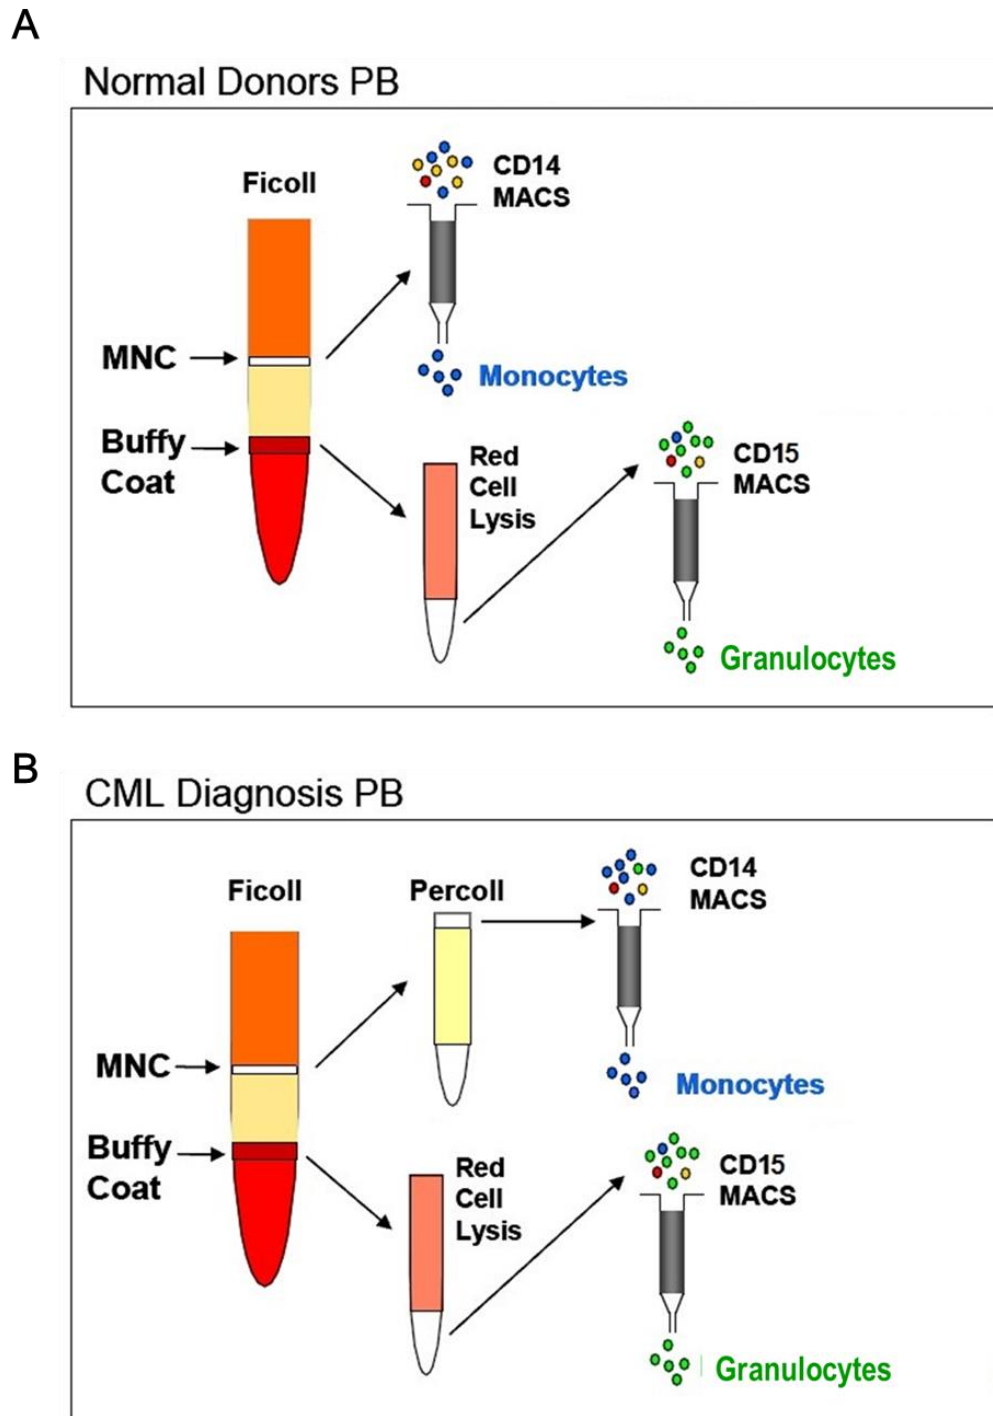 A
Normal Donors PB
Ficoll
CD14
MACS
MNC
Monocytes
Buffy
Coat
Red
Cell
Lysis
CD15
MACS
Granulocytes
B
CML Diagnosis PB
Ficoll
Percoll
CD14
MACS
MNC
Monocytes
Buffy
Coat
Red
Cell
Lysis
CD15
MACS
Granulocytes